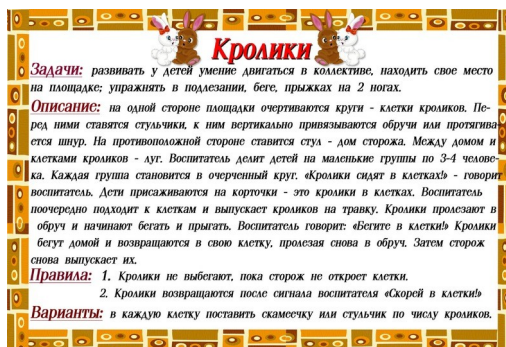 Кролики
Задачи: развивать у детей умение двигаться в коллективе, находить свое место
на площадке; упражнять в подлезании, беге, прыжках на 2 ногах.
Описание: на одной стороне площадки очертиваются круги - клетки кроликов. Пе-
ред ними ставятся стульчики, к ним вертикально привязываются обручи или протягива
ется шнур. На противоположной стороне ставится стул - дом сторожа. Между домом и
клетками кроликов - луг. Воспитатель делит детей на маленькие группы по 3-4 челове-
ка. Каждая группа становится в очерченный круг. «Кролики сидят в клетках!» - говорит
воспитатель. Дети присаживаются на корточки - это кролики в клетках. Воспитатель
поочередно подходит к клеткам и выпускает кроликов на травку. Кролики пролезают в
обруч и начинают бегать и прыгать. Воспитатель говорит: «Бегите в клетки!» Кролики
бегут домой и возвращаются в свою клетку, пролезая снова в обруч. Затем сторож
снова выпускает их.
Правила: 1. Кролики не выбегают, пока сторож не откроет клетки.
2. Кролики возвращаются после сигнала воспитателя «Скорей в клетки!»
Варианты: в каждую клетку поставить скамеечку или стульчик по числу кроликов.